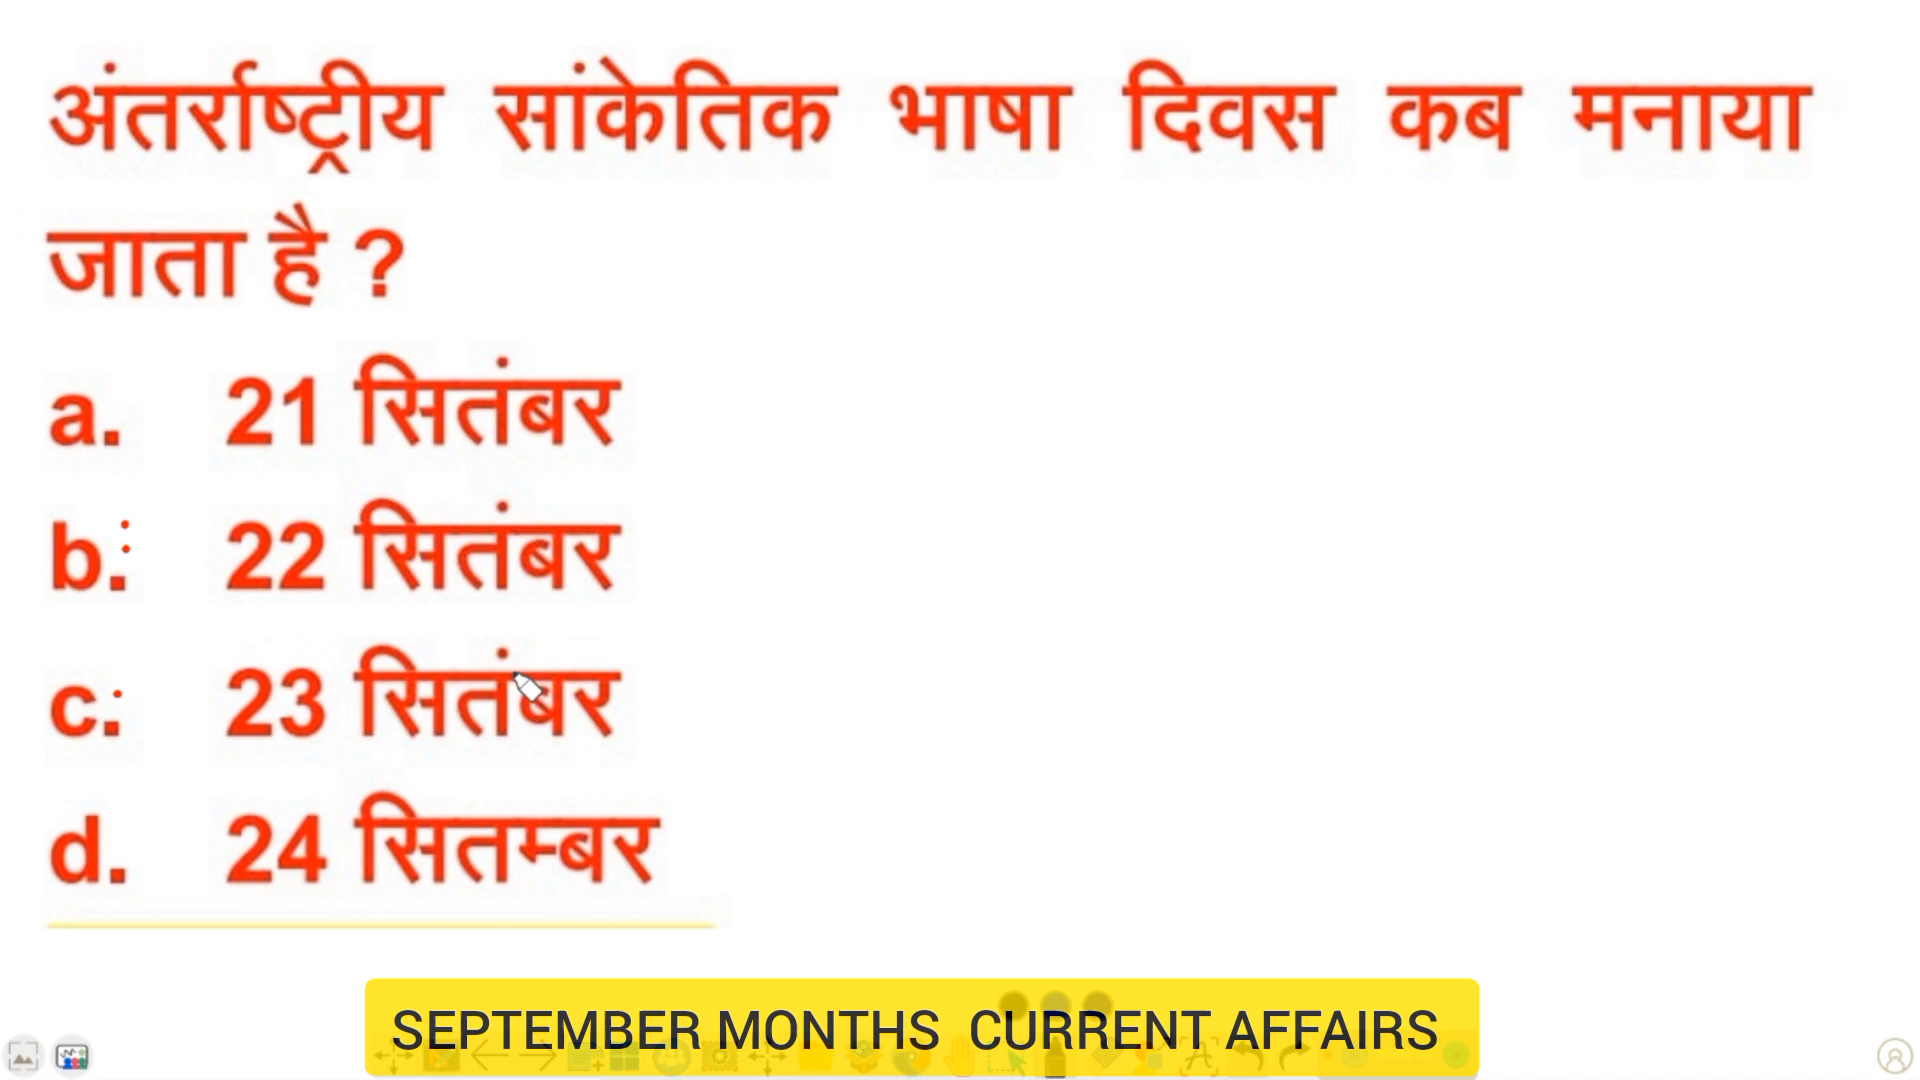 अंतर्राष्ट्रीय सांकेतिक भाषा दिवस कब मनाया
जाता है ?
a. 21 सितंबर
b. 22 सितंबर
c. 23 सितंबर
d. 24 सितम्बर
SEPTEMBER MONTHS CURRENT AFFAIRS